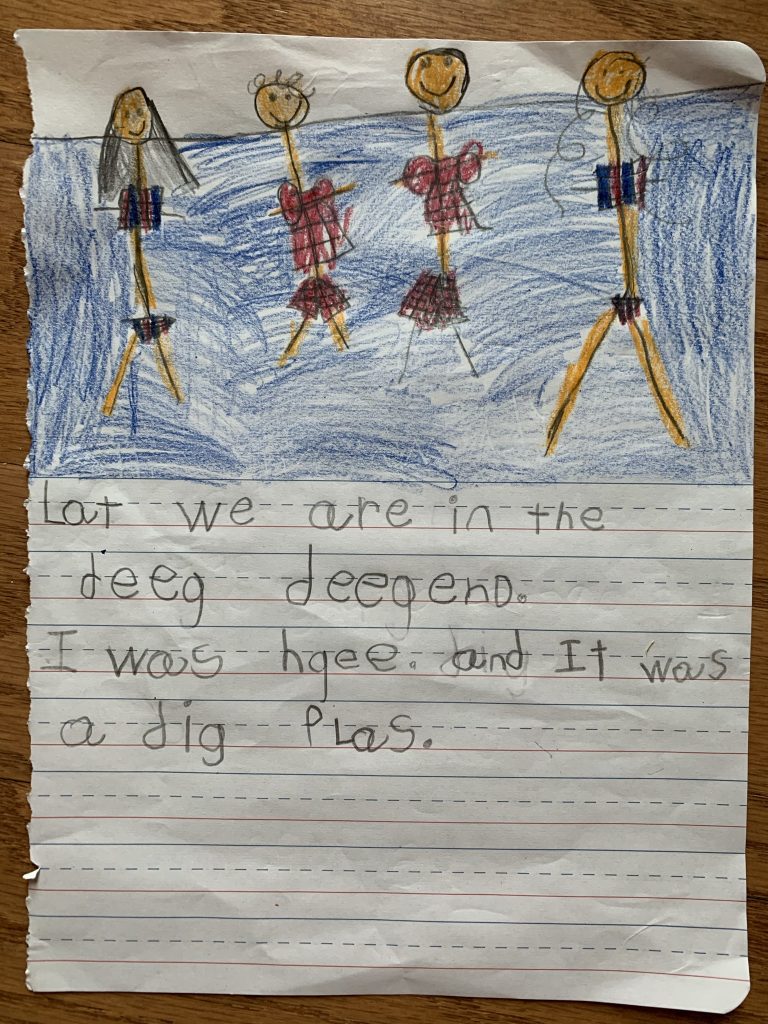 Lat we are in the
deeg deegend.
I was hgee. and It was
a dig Plas.